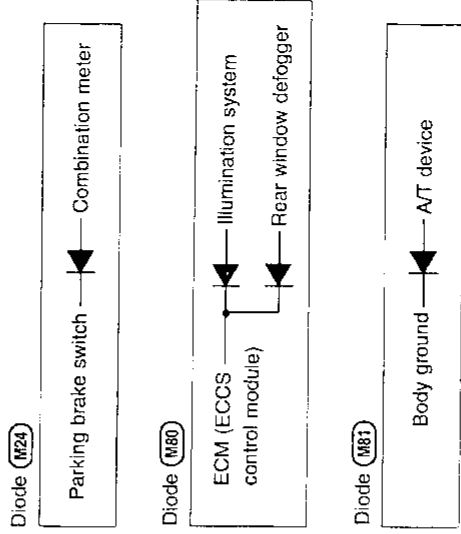 Diode M24
Parking brake switch
Combination meter
Diode M80
ECM (ECCS
control module)
Illumination system
Rear window defogger
Diode M81
Body ground
A/T device